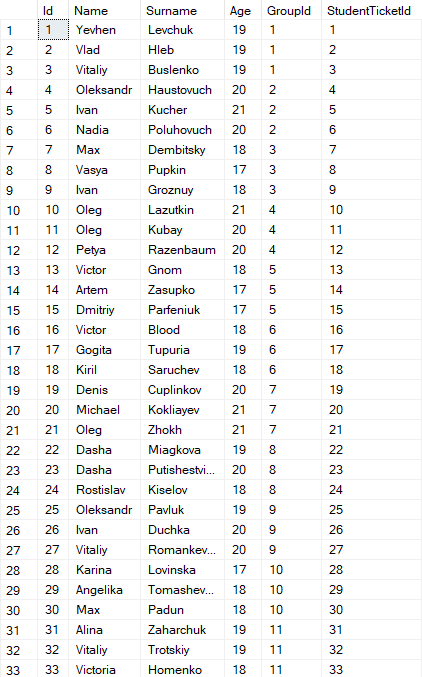 Id Name Surname Age GroupId StudentTicketId
1 1 Yevhen Levchuk 19 1 1
2 2 Vlad Hleb 19 1 2
3 3 Vitaliy Buslenko 19 1 3
4 4 Oleksandr Haustovuch 20 2 4
5 5 Ivan Kucher 21 2 5
6 6 Nadia Poluhovuch 20 2 6
7 7 Max Dembitsky 18 3 7
8 8 Vasya Pupkin 17 3 8
9 9 Ivan Groznuy 18 3 9
10 10 Oleg Lazutkin 21 4 10
11 11 Oleg Kubay 20 4 11
12 12 Petya Razenbaum 20 4 12
13 13 Victor Gnom 18 5 13
14 14 Artem Zasupko 17 5 14
15 15 Dmitriy Parfeniuk 17 5 15
16 16 Victor Blood 18 6 16
17 17 Gogita Tupuria 19 6 17
18 18 Kiril Saruchev 18 6 18
19 19 Denis Cuplinkov 20 7 19
20 20 Michael Kokliayev 21 7 20
21 21 Oleg Zhokh 21 7 21
22 22 Dasha Miagkova 19 8 22
23 23 Dasha Putishestvi... 20 8 23
24 24 Rostislav Kiselov 18 8 24
25 25 Oleksandr Pavluk 19 9 25
26 26 Ivan Duchka 20 9 26
27 27 Vitaliy Romankev... 20 9 27
28 28 Karina Lovinska 17 10 28
29 29 Angelika Tomashev... 18 10 29
30 30 Max Padun 18 10 30
31 31 Alina Zaharchuk 19 11 31
32 32 Vitaliy Trotskiy 19 11 32
33 33 Victoria Homenko 18 11 33